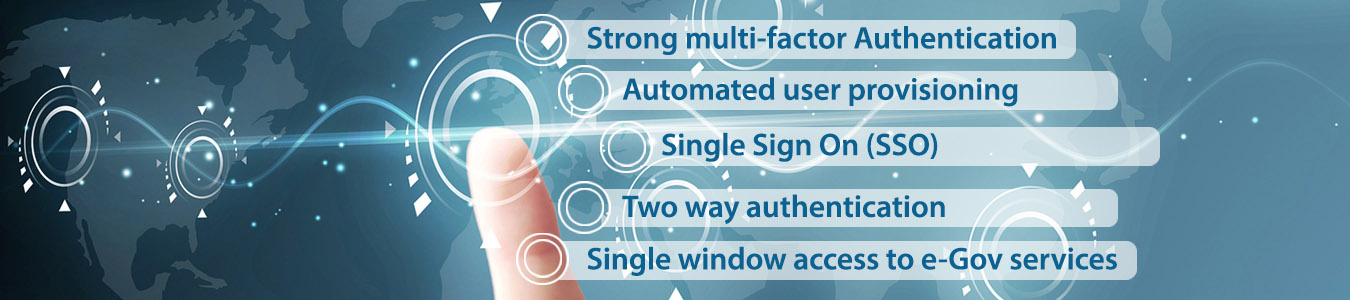 Strong multi-factor Authentication
Automated user provisioning
Single Sign On (SSO)
Two way authentication
Single window access to e-Gov services